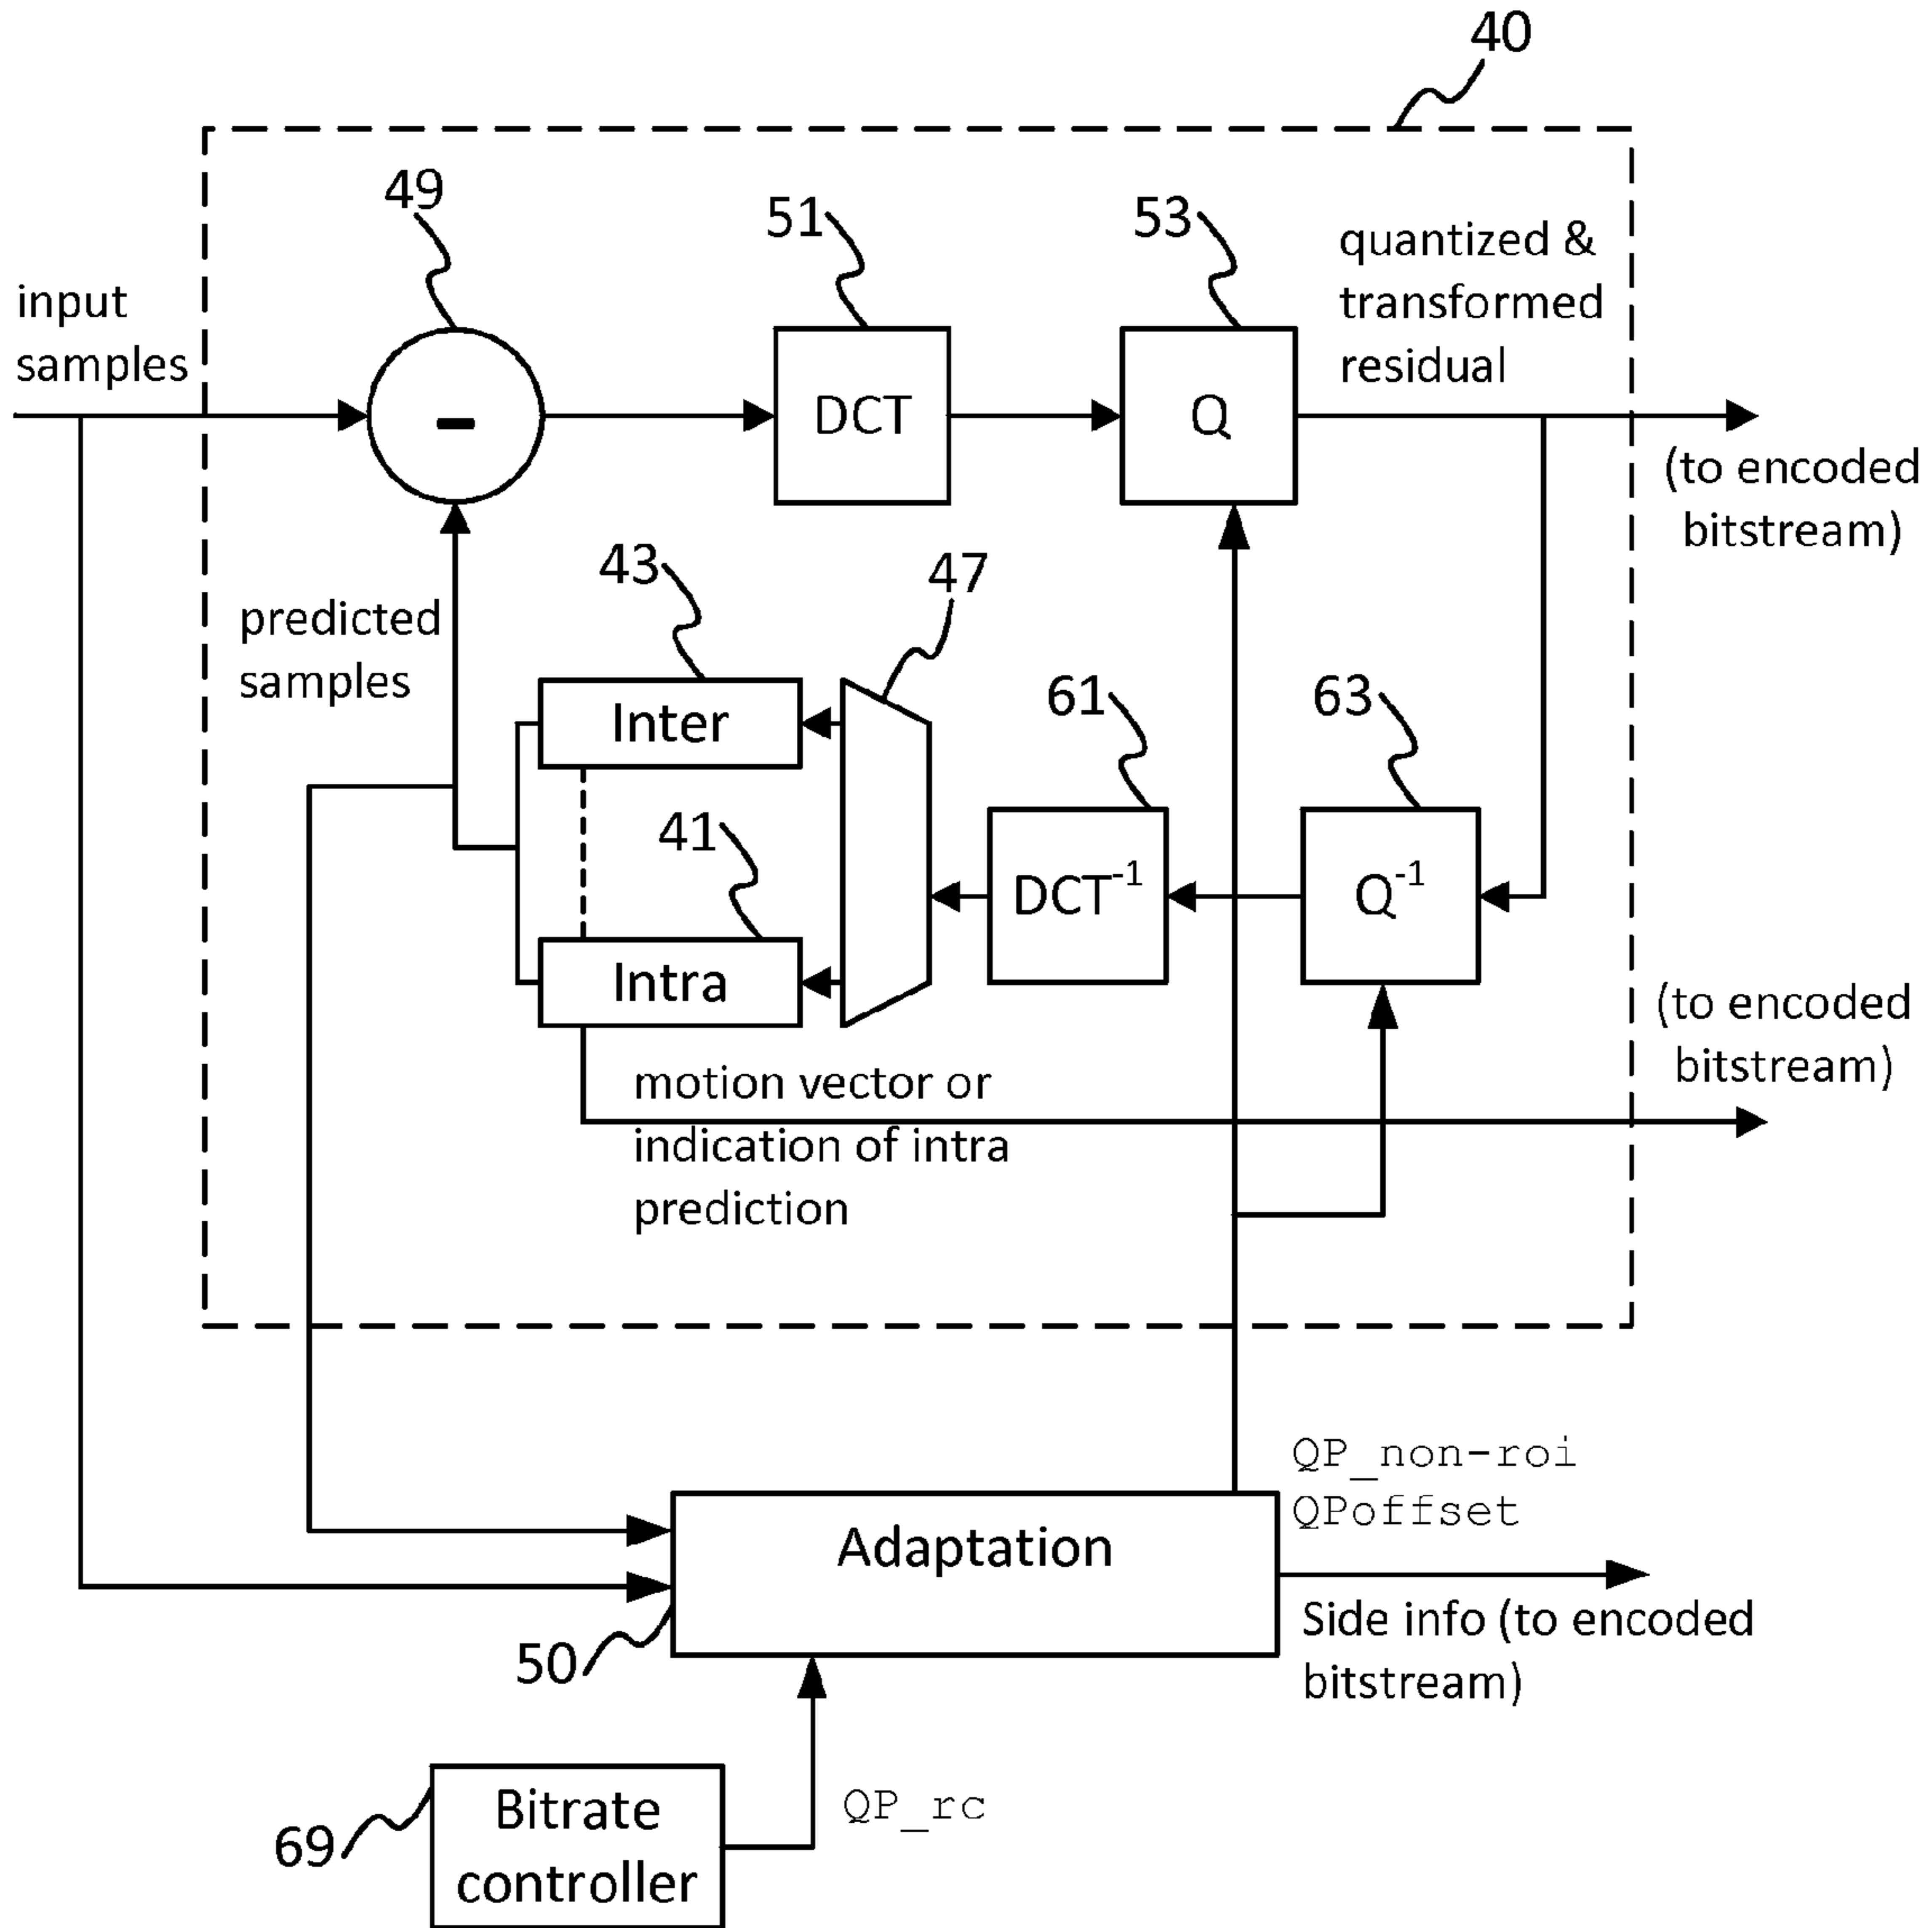 40
49
51
53
quantized &
transformed
residual
input
samples
-
DCT
Q
(to encoded
bitstream)
43
47
predicted
samples
61
63
Inter
41
DCT-1
Q-1
Intra
(to encoded
bitstream)
motion vector or
indication of intra
prediction
QP_non-roi
QPoffset
Adaptation
Side info (to encoded
bitstream)
50
Bitrate
controller
QP_rc
69